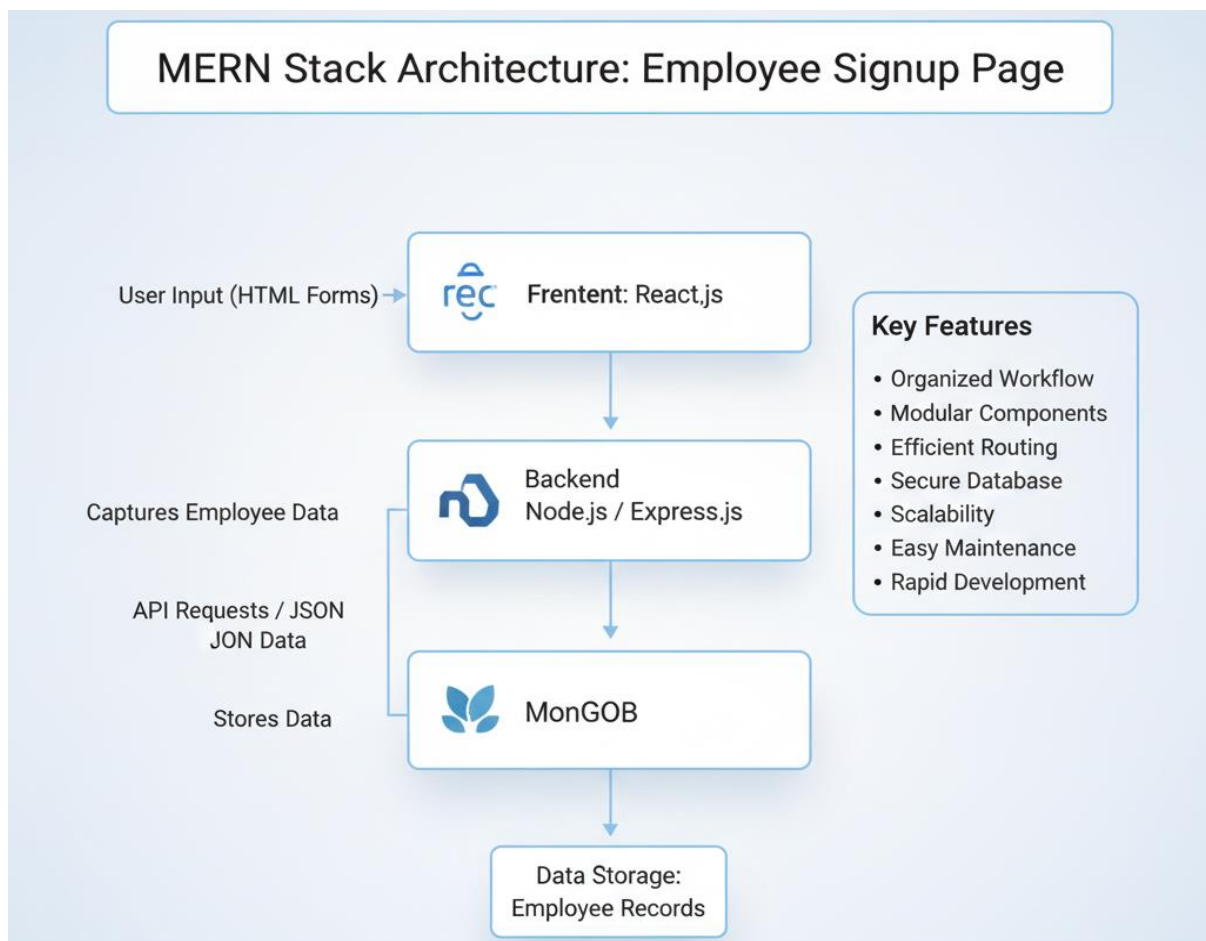 MERN Stack Architecture: Employee Signup Page
User Input (HTML Forms)
rec
Frentent: React,js
Key Features
• Organized Workflow
• Modular Components
• Efficient Routing
• Secure Database
• Scalability
• Easy Maintenance
• Rapid Development
Captures Employee Data
Backend
Node.js / Express.js
API Requests / JSON
JON Data
Stores Data
MonGOB
Data Storage:
Employee Records